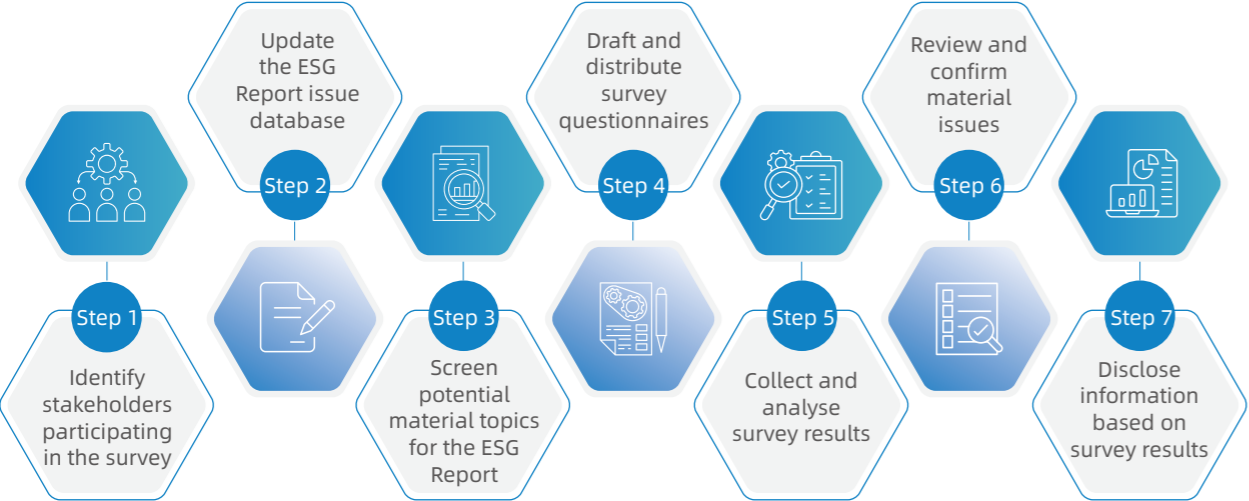 Step 1
Identify
stakeholders
participating
in the survey
Update
the ESG
Report issue
database
Step 2
Step 3
Screen
potential
material topics
for the ESG
Report
Draft and
distribute
survey
questionnaires
Step 4
Step 5
Collect and
analyse
survey results
Review and
confirm
material
issues
Step 6
Step 7
Disclose
information
based on
survey results